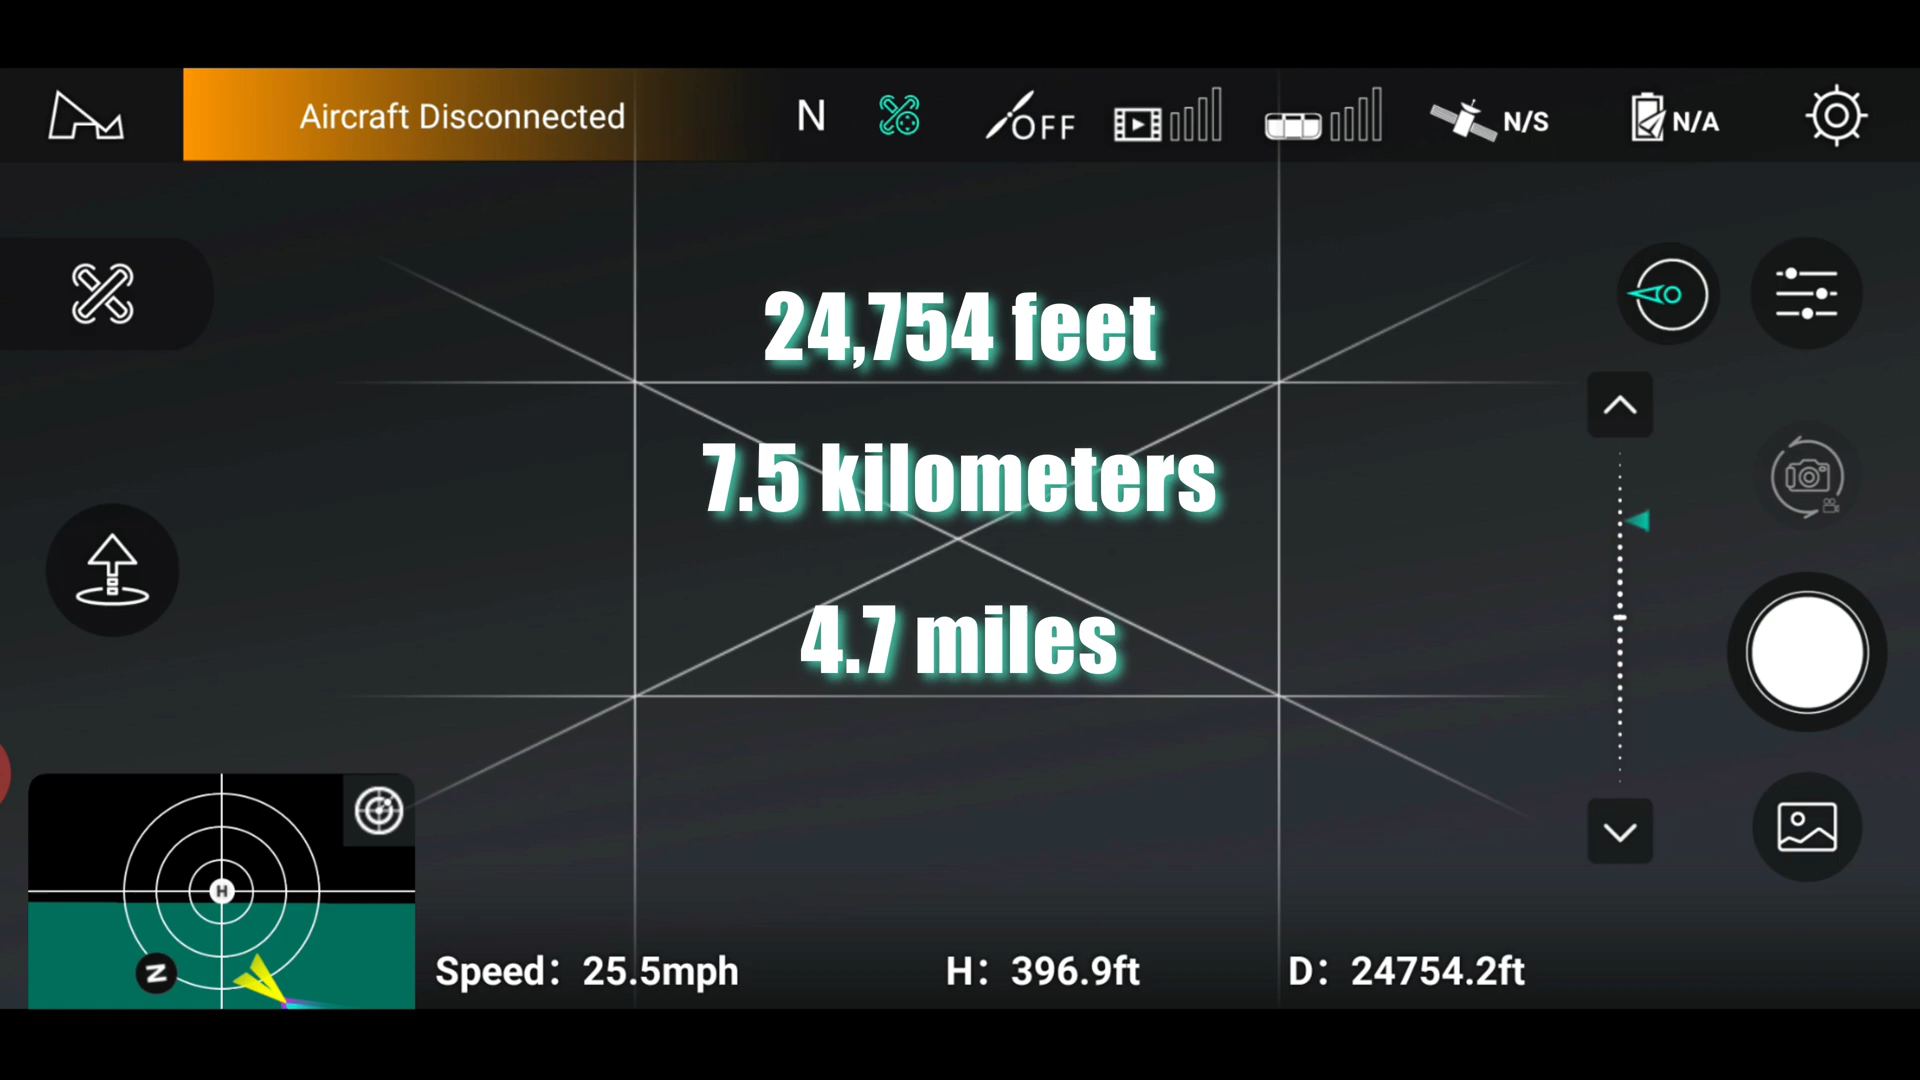 Aircraft Disconnected N OFF N/S N/A
24,754 feet
7.5 kilometers
4.7 miles
H
N
Speed: 25.5mph H: 396.9ft D: 24754.2ft